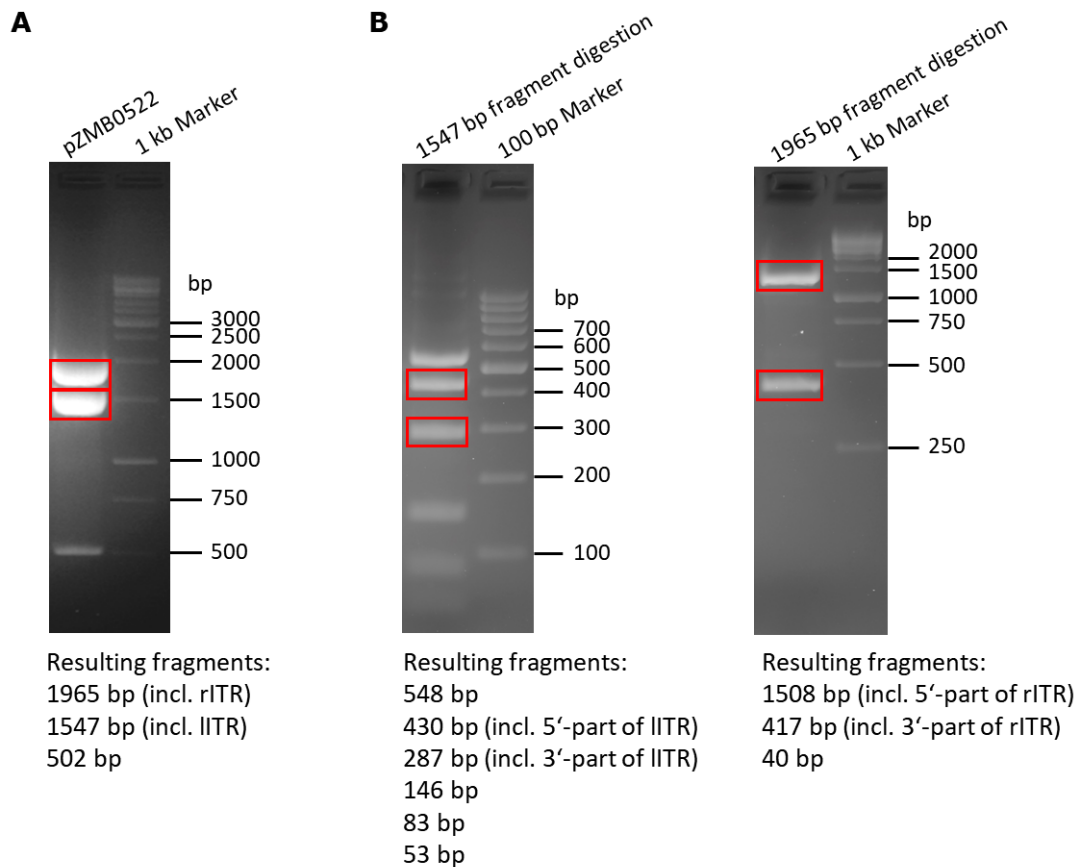 A
pZMB0522
1 kb Marker
bp
3000
2500
2000
1500
1000
750
500
Resulting fragments:
1965 bp (incl. rITR)
1547 bp (incl. lITR)
502 bp
B
1547 bp fragment digestion
100 bp Marker
bp
700
600
500
400
300
200
100
Resulting fragments:
548 bp
430 bp (incl. 5‘-part of lITR)
287 bp (incl. 3‘-part of lITR)
146 bp
83 bp
53 bp
1965 bp fragment digestion
1 kb Marker
bp
2000
1500
1000
750
500
250
Resulting fragments:
1508 bp (incl. 5‘-part of rITR)
417 bp (incl. 3‘-part of rITR)
40 bp